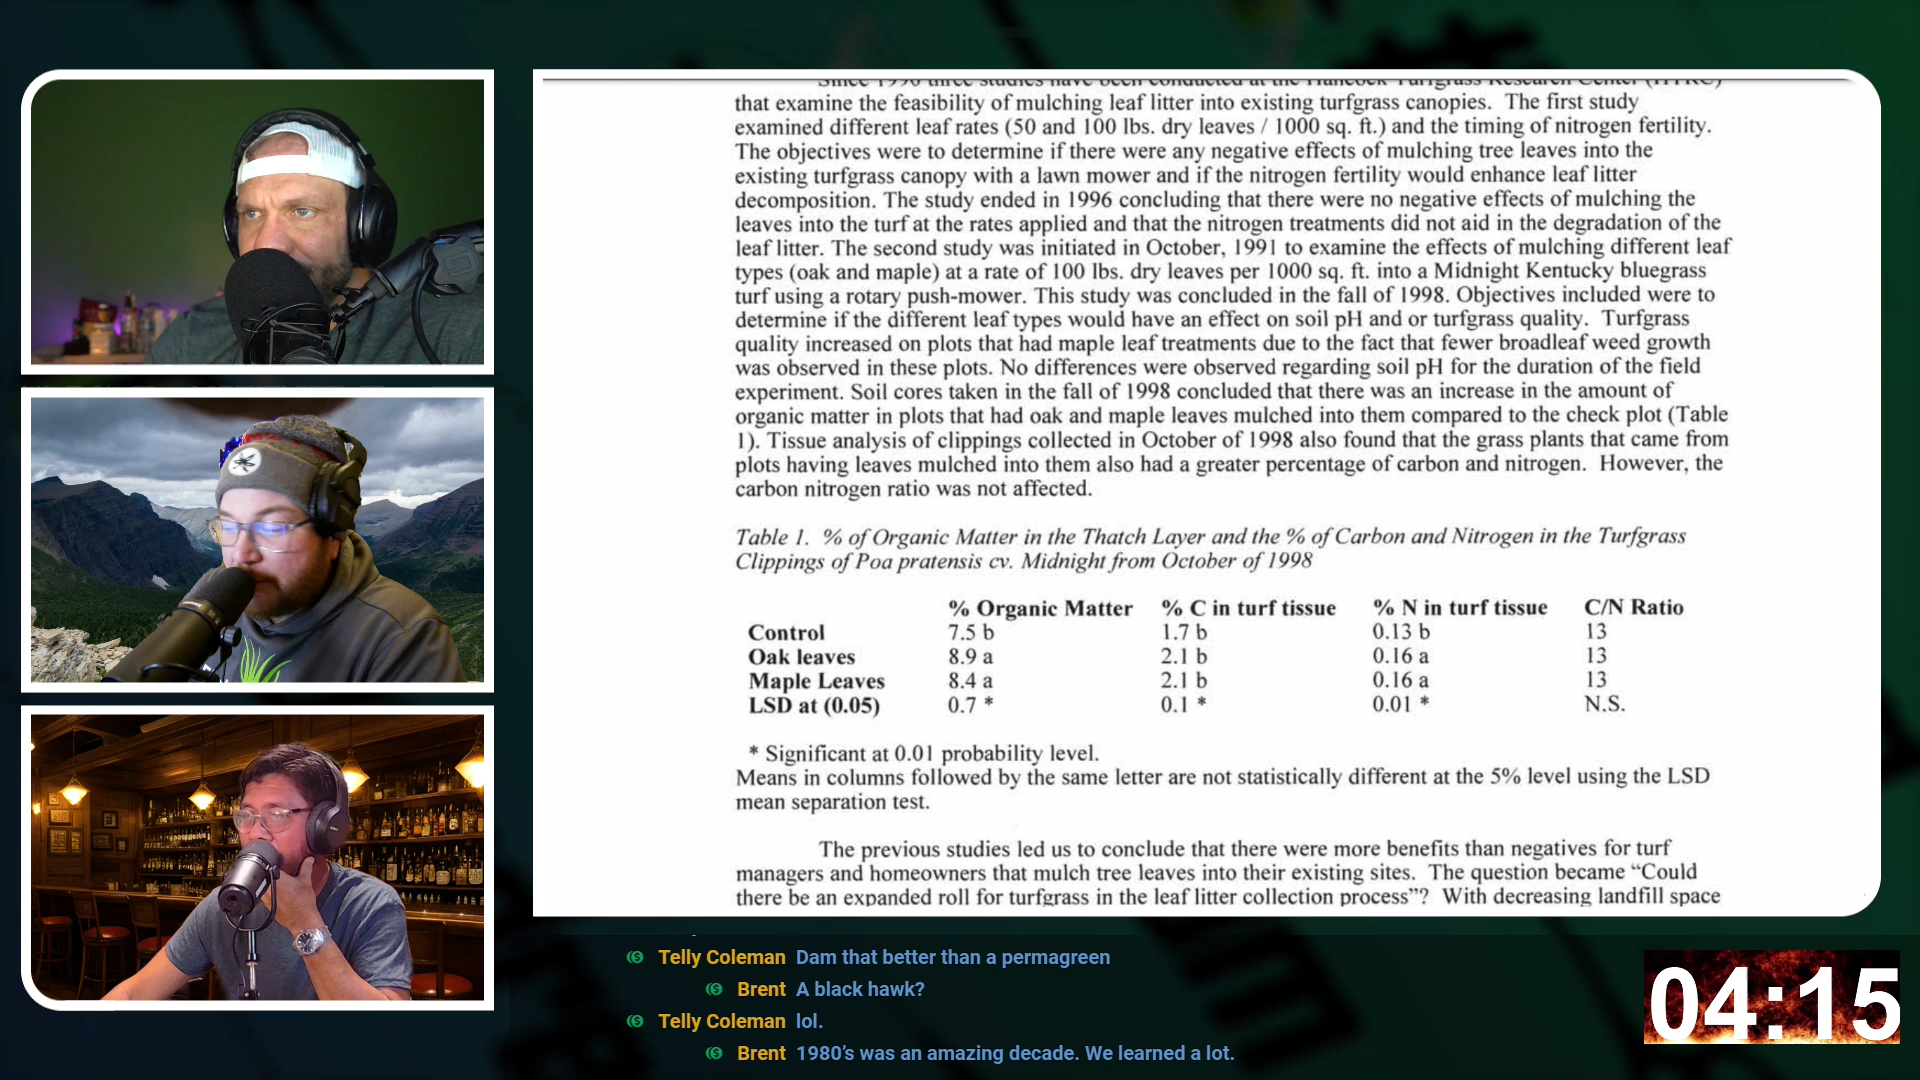 Since 1990 three studies have been conducted at the Hancock Turfgrass Research Center (HTRC)
that examine the feasibility of mulching leaf litter into existing turfgrass canopies. The first study
examined different leaf rates (50 and 100 lbs. dry leaves / 1000 sq. ft.) and the timing of nitrogen fertility.
The objectives were to determine if there were any negative effects of mulching tree leaves into the
existing turfgrass canopy with a lawn mower and if the nitrogen fertility would enhance leaf litter
decomposition. The study ended in 1996 concluding that there were no negative effects of mulching the
leaves into the turf at the rates applied and that the nitrogen treatments did not aid in the degradation of the
leaf litter. The second study was initiated in October, 1991 to examine the effects of mulching different leaf
types (oak and maple) at a rate of 100 lbs. dry leaves per 1000 sq. ft. into a Midnight Kentucky bluegrass
turf using a rotary push-mower. This study was concluded in the fall of 1998. Objectives included were to
determine if the different leaf types would have an effect on soil pH and or turfgrass quality. Turfgrass
quality increased on plots that had maple leaf treatments due to the fact that fewer broadleaf weed growth
was observed in these plots. No differences were observed regarding soil pH for the duration of the field
experiment. Soil cores taken in the fall of 1998 concluded that there was an increase in the amount of
organic matter in plots that had oak and maple leaves mulched into them compared to the check plot (Table
1). Tissue analysis of clippings collected in October of 1998 also found that the grass plants that came from
plots having leaves mulched into them also had a greater percentage of carbon and nitrogen. However, the
carbon nitrogen ratio was not affected.
Table 1. % of Organic Matter in the Thatch Layer and the % of Carbon and Nitrogen in the Turfgrass
Clippings of Poa pratensis cv. Midnight from October of 1998
% Organic Matter % C in turf tissue % N in turf tissue C/N Ratio
Control 7.5 b 1.7 b 0.13 b 13
Oak leaves 8.9 a 2.1 b 0.16 a 13
Maple Leaves 8.4 a 2.1 b 0.16 a 13
LSD at (0.05) 0.7 * 0.1 * 0.01 * N.S.
* Significant at 0.01 probability level.
Means in columns followed by the same letter are not statistically different at the 5% level using the LSD
mean separation test.
The previous studies led us to conclude that there were more benefits than negatives for turf
managers and homeowners that mulch tree leaves into their existing sites. The question became “Could
there be an expanded roll for turfgrass in the leaf litter collection process”? With decreasing landfill space
Telly Coleman Dam that better than a permagreen
Brent A black hawk?
Telly Coleman lol.
Brent 1980’s was an amazing decade. We learned a lot.
04:15